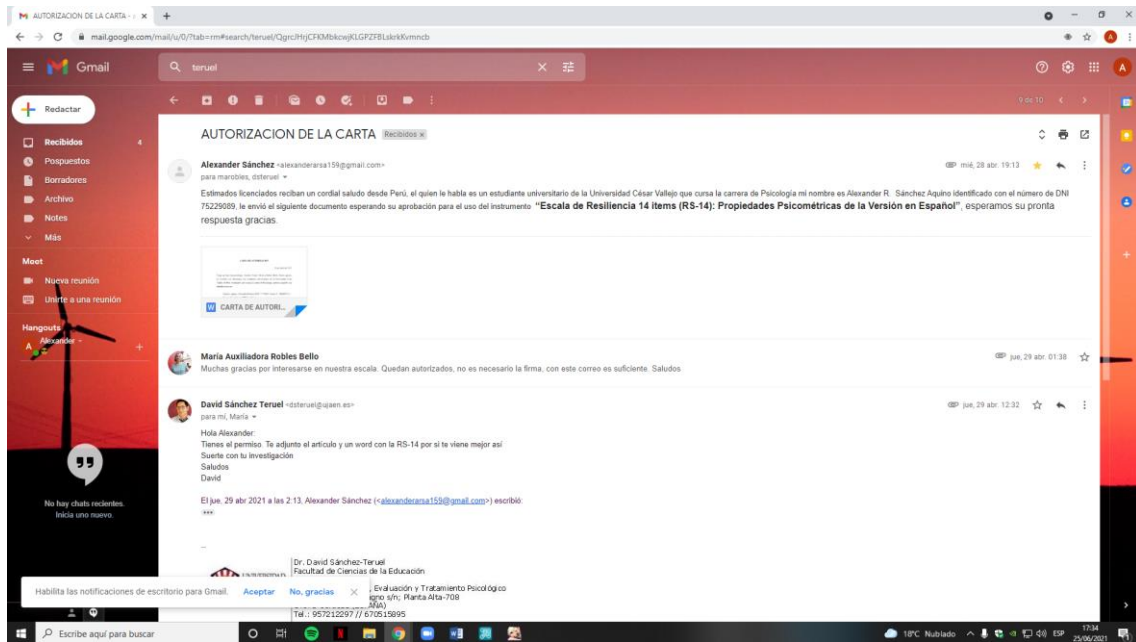 AUTORIZACION DE LA CARTA -
mail.google.com/mail/u/0/?tab=rm#search/teruel/
Gmail
teruel
Redactar
9 de 10
Recibidos 4
Pospuestos
Borradores
Archivo
Notes
Más
Meet
Nueva reunión
Unirte a una reunión
Hangouts
A Alexander
No hay chats recientes.
Inicia uno nuevo.
AUTORIZACION DE LA CARTA Recibidos x
Alexander Sánchez <alexanderarsa159@gmail.com> mié, 28 abr. 19:13
para marobles, dsteruel
Estimados licenciados reciban un cordial saludo desde Perú, el quien le habla es un estudiante universitario de la Universidad César Vallejo que cursa la carrera de Psicología mi nombre es Alexander R. Sánchez Aquino identificado con el número de DNI
75229089, le envió el siguiente documento esperando su aprobación para el uso del instrumento "Escala de Resiliencia 14 ítems (RS-14): Propiedades Psicométricas de la Versión en Español", esperamos su pronta
respuesta gracias.
W CARTA DE AUTORI...
María Auxiliadora Robles Bello jue, 29 abr. 01:38
Muchas gracias por interesarse en nuestra escala. Quedan autorizados, no es necesario la firma, con este correo es suficiente. Saludos
David Sánchez Teruel <dsteruel@ujaen.es> jue, 29 abr. 12:32
para mí, María
Hola Alexander:
Tienes el permiso. Te adjunto el artículo y un word con la RS-14 por si te viene mejor así
Suerte con tu investigación
Saludos
David
El jue, 29 abr 2021 a las 2:13, Alexander Sánchez (<alexanderarsa159@gmail.com>) escribió:
...
--
Dr. David Sánchez-Teruel
Facultad de Ciencias de la Educación
, Evaluación y Tratamiento Psicológico
s/n; Planta Alta-708
Tel.: 957212297 // 670515895
Habilita las notificaciones de escritorio para Gmail. Aceptar No, gracias
Escribe aquí para buscar
18°C Nublado ESP 17:34
25/06/2021